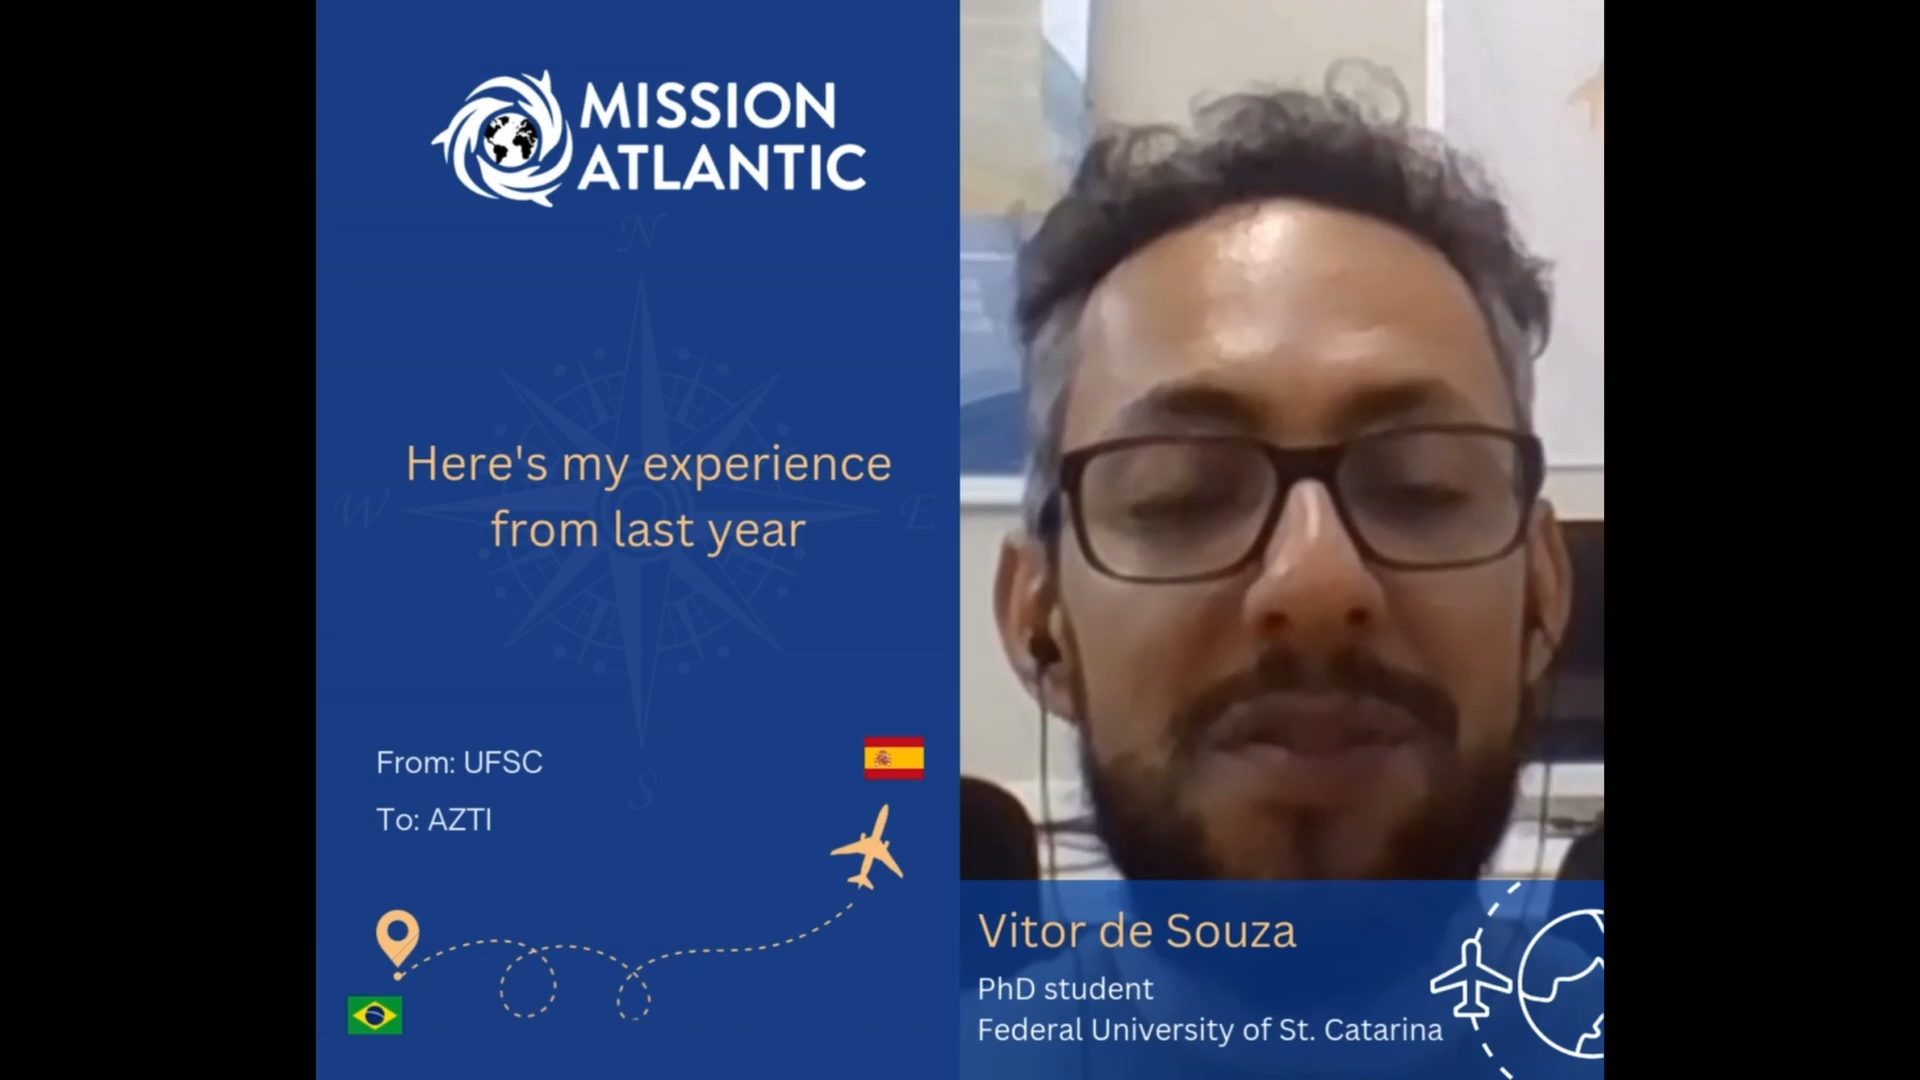 MISSION
ATLANTIC
N
W
E
S
Here's my experience
from last year
From: UFSC
To: AZTI
Vitor de Souza
PhD student
Federal University of St. Catarina